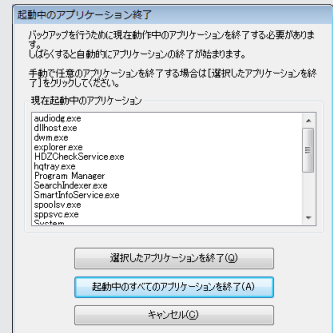 起動中のアプリケーション終了
バックアップを行うために現在動作中のアプリケーションを終了する必要がありま
す。
しばらくすると自動的にアプリケーションの終了が始まります。
手動で任意のアプリケーションを終了する場合は[選択したアプリケーションを終
了]をクリックしてください。
現在起動中のアプリケーション
audiodg.exe
dllhost.exe
dwm.exe
explorer.exe
HDZCheckService.exe
hqtray.exe
Program Manager
SearchIndexer.exe
SmartInfoService.exe
spoolsv.exe
sppsvc.exe
System
選択したアプリケーションを終了(Q)
起動中のすべてのアプリケーションを終了(A)
キャンセル(C)